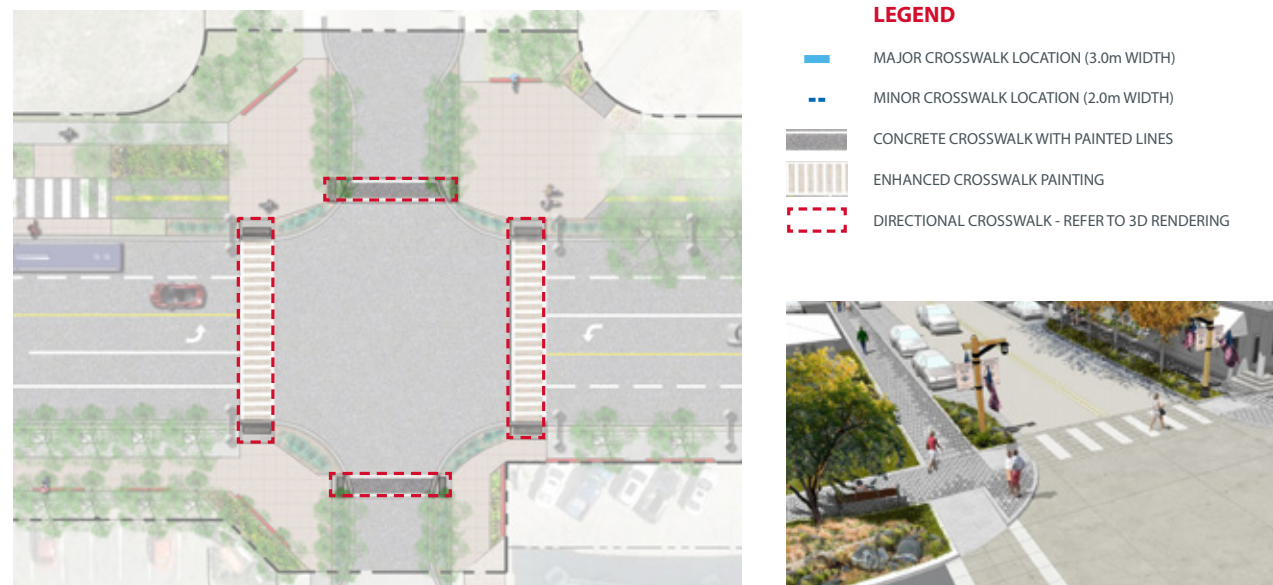 LEGEND
MAJOR CROSSWALK LOCATION (3.0m WIDTH)
MINOR CROSSWALK LOCATION (2.0m WIDTH)
CONCRETE CROSSWALK WITH PAINTED LINES
ENHANCED CROSSWALK PAINTING
DIRECTIONAL CROSSWALK - REFER TO 3D RENDERING